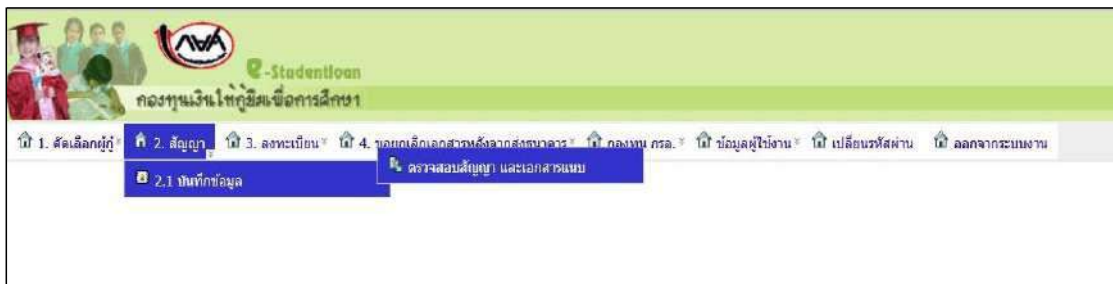 กยศ
e-Studentloan
กองทุนเงินให้กู้ยืมเพื่อการศึกษา
1. คัดเลือกผู้กู้ 2. สัญญา 3. ลงทะเบียน 4. ขอยกเลิกเอกสารหลังจากส่งธนาคาร กองทุน กรอ. ข้อมูลผู้ใช้งาน เปลี่ยนรหัสผ่าน ออกจากระบบงาน
2.1 บันทึกข้อมูล ตรวจสอบสัญญา และเอกสารแนบ